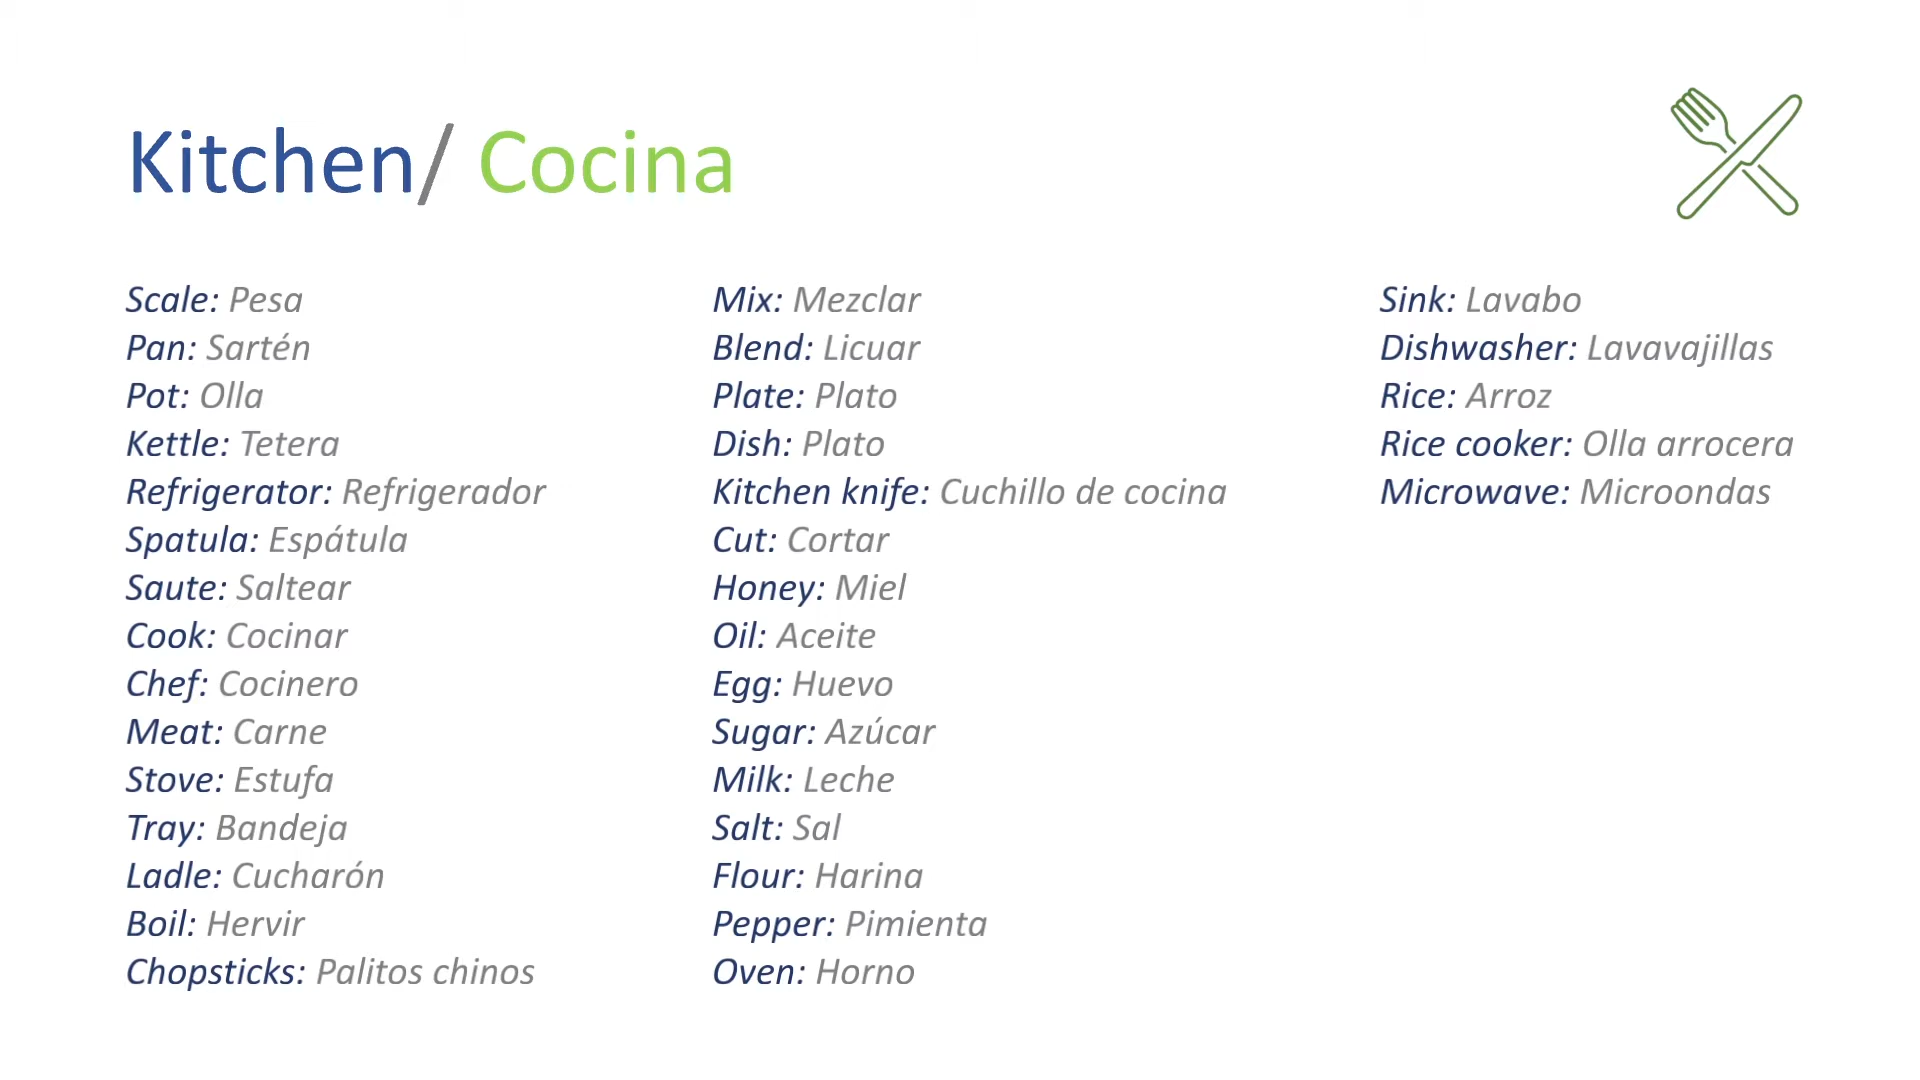 Kitchen/ Cocina
Scale: Pesa
Pan: Sartén
Pot: Olla
Kettle: Tetera
Refrigerator: Refrigerador
Spatula: Espátula
Saute: Saltear
Cook: Cocinar
Chef: Cocinero
Meat: Carne
Stove: Estufa
Tray: Bandeja
Ladle: Cucharón
Boil: Hervir
Chopsticks: Palitos chinos
Mix: Mezclar
Blend: Licuar
Plate: Plato
Dish: Plato
Kitchen knife: Cuchillo de cocina
Cut: Cortar
Honey: Miel
Oil: Aceite
Egg: Huevo
Sugar: Azúcar
Milk: Leche
Salt: Sal
Flour: Harina
Pepper: Pimienta
Oven: Horno
Sink: Lavabo
Dishwasher: Lavavajillas
Rice: Arroz
Rice cooker: Olla arrocera
Microwave: Microondas